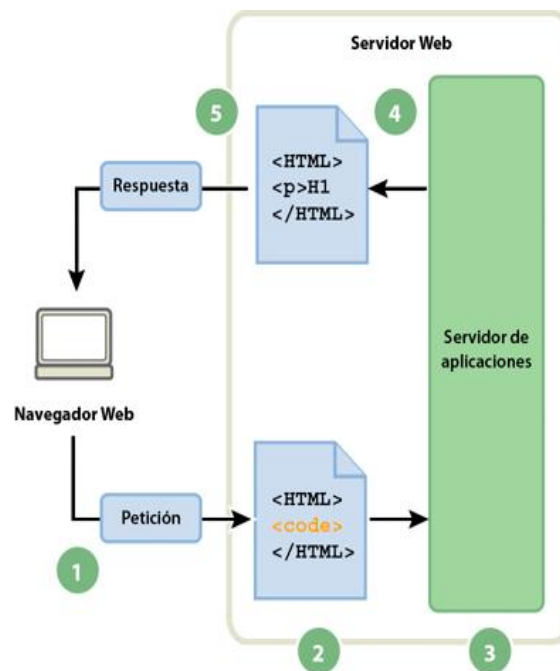 Servidor Web
5
4
<HTML>
<p>H1
</HTML>
Respuesta
Servidor de
aplicaciones
Navegador Web
<HTML>
<code>
</HTML>
Petición
1
2
3